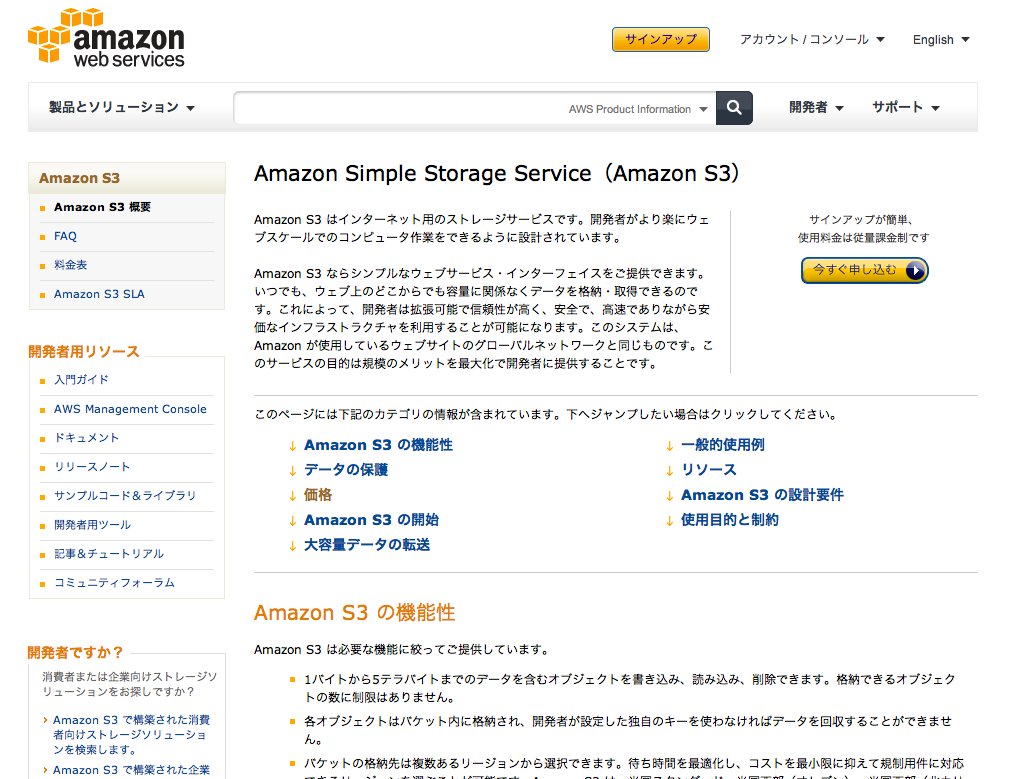 amazon
web services
サインアップ
アカウント / コンソール
English
製品とソリューション
AWS Product Information
開発者
サポート
Amazon S3
Amazon S3 概要
FAQ
料金表
Amazon S3 SLA
開発者用リソース
入門ガイド
AWS Management Console
ドキュメント
リリースノート
サンプルコード＆ライブラリ
開発者用ツール
記事＆チュートリアル
コミュニティフォーラム
開発者ですか？
消費者または企業向けストレージソ
リューションをお探しですか？
Amazon S3 で構築された消費
者向けストレージソリューショ
ンを検索します。
Amazon S3 で構築された企業
Amazon Simple Storage Service（Amazon S3）
Amazon S3 はインターネット用のストレージサービスです。開発者がより楽にウェ
ブスケールでのコンピュータ作業をできるように設計されています。
Amazon S3 ならシンプルなウェブサービス・インターフェイスをご提供できます。
いつでも、ウェブ上のどこからでも容量に関係なくデータを格納・取得できるので
す。これによって、開発者は拡張可能で信頼性が高く、安全で、高速でありながら安
価なインフラストラクチャを利用することが可能になります。このシステムは、
Amazon が使用しているウェブサイトのグローバルネットワークと同じものです。こ
のサービスの目的は規模のメリットを最大化で開発者に提供することです。
サインアップが簡単、
使用料金は従量課金制です
今すぐ申し込む
このページには下記のカテゴリの情報が含まれています。下へジャンプしたい場合はクリックしてください。
↓ Amazon S3 の機能性
↓ データの保護
↓ 価格
↓ Amazon S3 の開始
↓ 大容量データの転送
↓ 一般的使用例
↓ リソース
↓ Amazon S3 の設計要件
↓ 使用目的と制約
Amazon S3 の機能性
Amazon S3 は必要な機能に絞ってご提供しています。
1バイトから5テラバイトまでのデータを含むオブジェクトを書き込み、読み込み、削除できます。格納できるオブジェク
トの数に制限はありません。
各オブジェクトはバケット内に格納され、開発者が設定した独自のキーを使わなければデータを回収することができませ
ん。
バケットの格納先は複数あるリージョンから選択できます。待ち時間を最適化し、コストを最小限に抑えて規制用件に対応